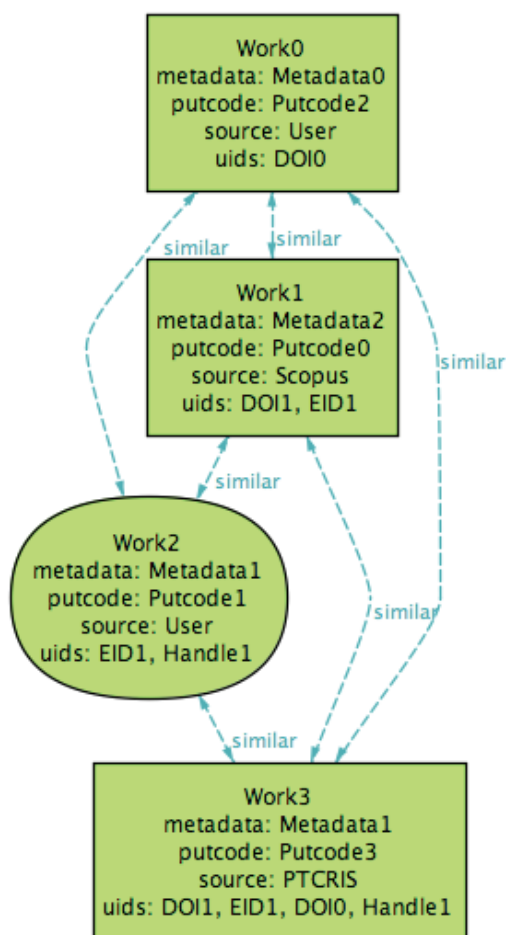 Work0
metadata: Metadata0
putcode: Putcode2
source: User
uids: DOI0
similar
similar
Work1
metadata: Metadata2
putcode: Putcode0
source: Scopus
uids: DOI1, EID1
similar
similar
Work2
metadata: Metadata1
putcode: Putcode1
source: User
uids: EID1, Handle1
similar
similar
Work3
metadata: Metadata1
putcode: Putcode3
source: PTCRIS
uids: DOI1, EID1, DOI0, Handle1